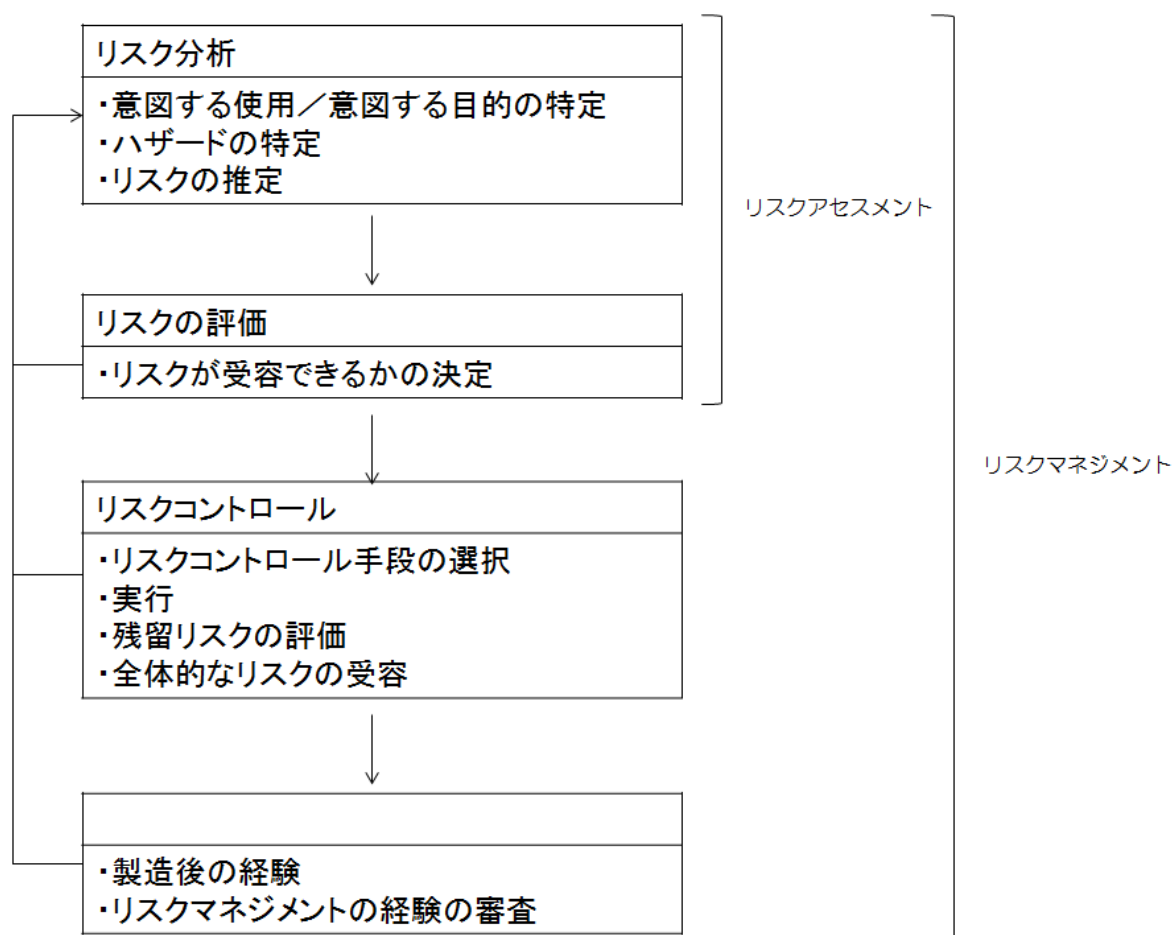 リスク分析
・意図する使用／意図する目的の特定
・ハザードの特定
・リスクの推定
リスクアセスメント
リスクの評価
・リスクが受容できるかの決定
リスクマネジメント
リスクコントロール
・リスクコントロール手段の選択
・実行
・残留リスクの評価
・全体的なリスクの受容
・製造後の経験
・リスクマネジメントの経験の審査